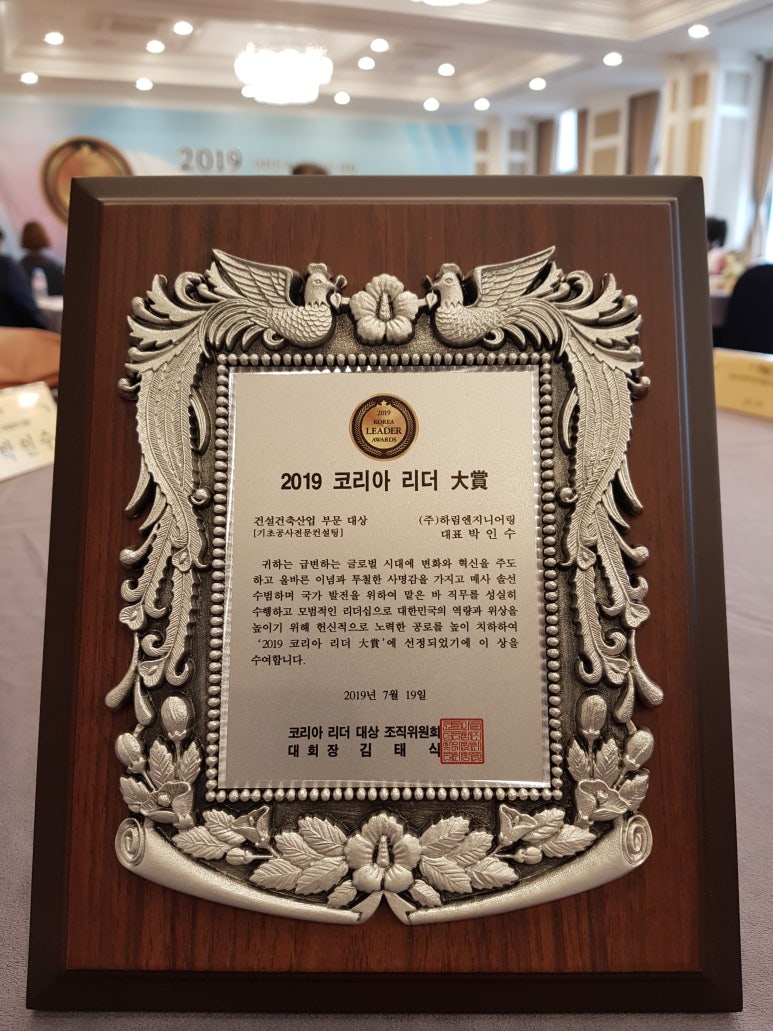 2019
2019
KOREA
LEADER
AWARDS
2019 코리아 리더 大賞
건설건축산업 부문 대상 (주)하림엔지니어링
[기초공사전문컨설팅] 대표 박 인 수
귀하는 급변하는 글로벌 시대에 변화와 혁신을 주도
하고 올바른 이념과 투철한 사명감을 가지고 매사 솔선
수범하며 국가 발전을 위하여 맡은 바 직무를 성실히
수행하고 모범적인 리더십으로 대한민국의 역량과 위상을
높이기 위해 헌신적으로 노력한 공로를 높이 치하하여
‘2019 코리아 리더 大賞’에 선정되었기에 이 상을
수여합니다.
2019년 7월 19일
코리아 리더 대상 조직위원회
대 회 장 김 태 식
박인수